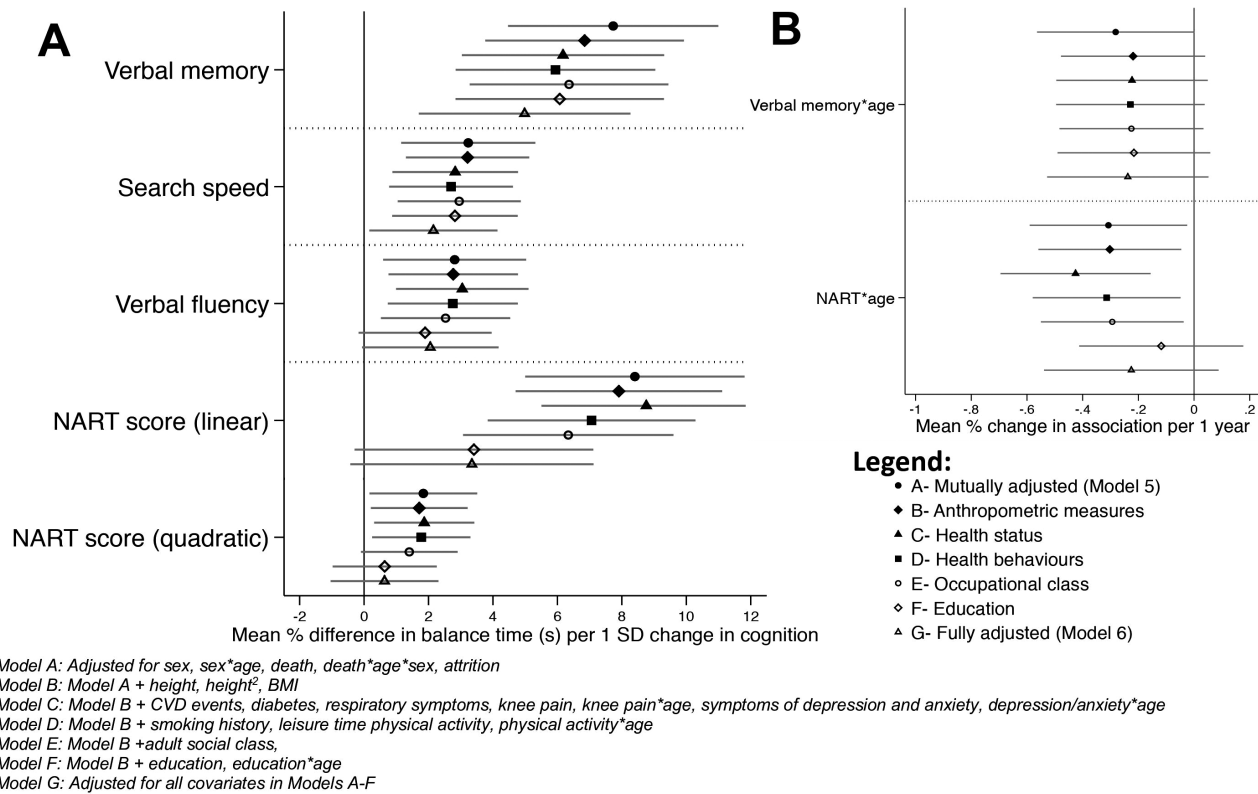 A
Verbal memory
Search speed
Verbal fluency
NART score (linear)
NART score (quadratic)
-2 0 2 4 6 8 10 12
Mean % difference in balance time (s) per 1 SD change in cognition
B
Verbal memory*age
NART*age
-1 -.8 -.6 -.4 -.2 0 .2
Mean % change in association per 1 year
Legend:
A- Mutually adjusted (Model 5)
B- Anthropometric measures
C- Health status
D- Health behaviours
E- Occupational class
F- Education
G- Fully adjusted (Model 6)
Model A: Adjusted for sex, sex*age, death, death*age*sex, attrition
Model B: Model A + height, height², BMI
Model C: Model B + CVD events, diabetes, respiratory symptoms, knee pain, knee pain*age, symptoms of depression and anxiety, depression/anxiety*age
Model D: Model B + smoking history, leisure time physical activity, physical activity*age
Model E: Model B +adult social class,
Model F: Model B + education, education*age
Model G: Adjusted for all covariates in Models A-F